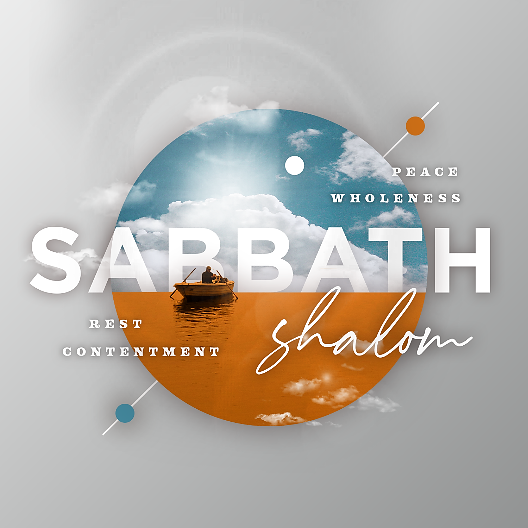 PEACE
WHOLENESS
SABBATH
shalom
REST
CONTENTMENT